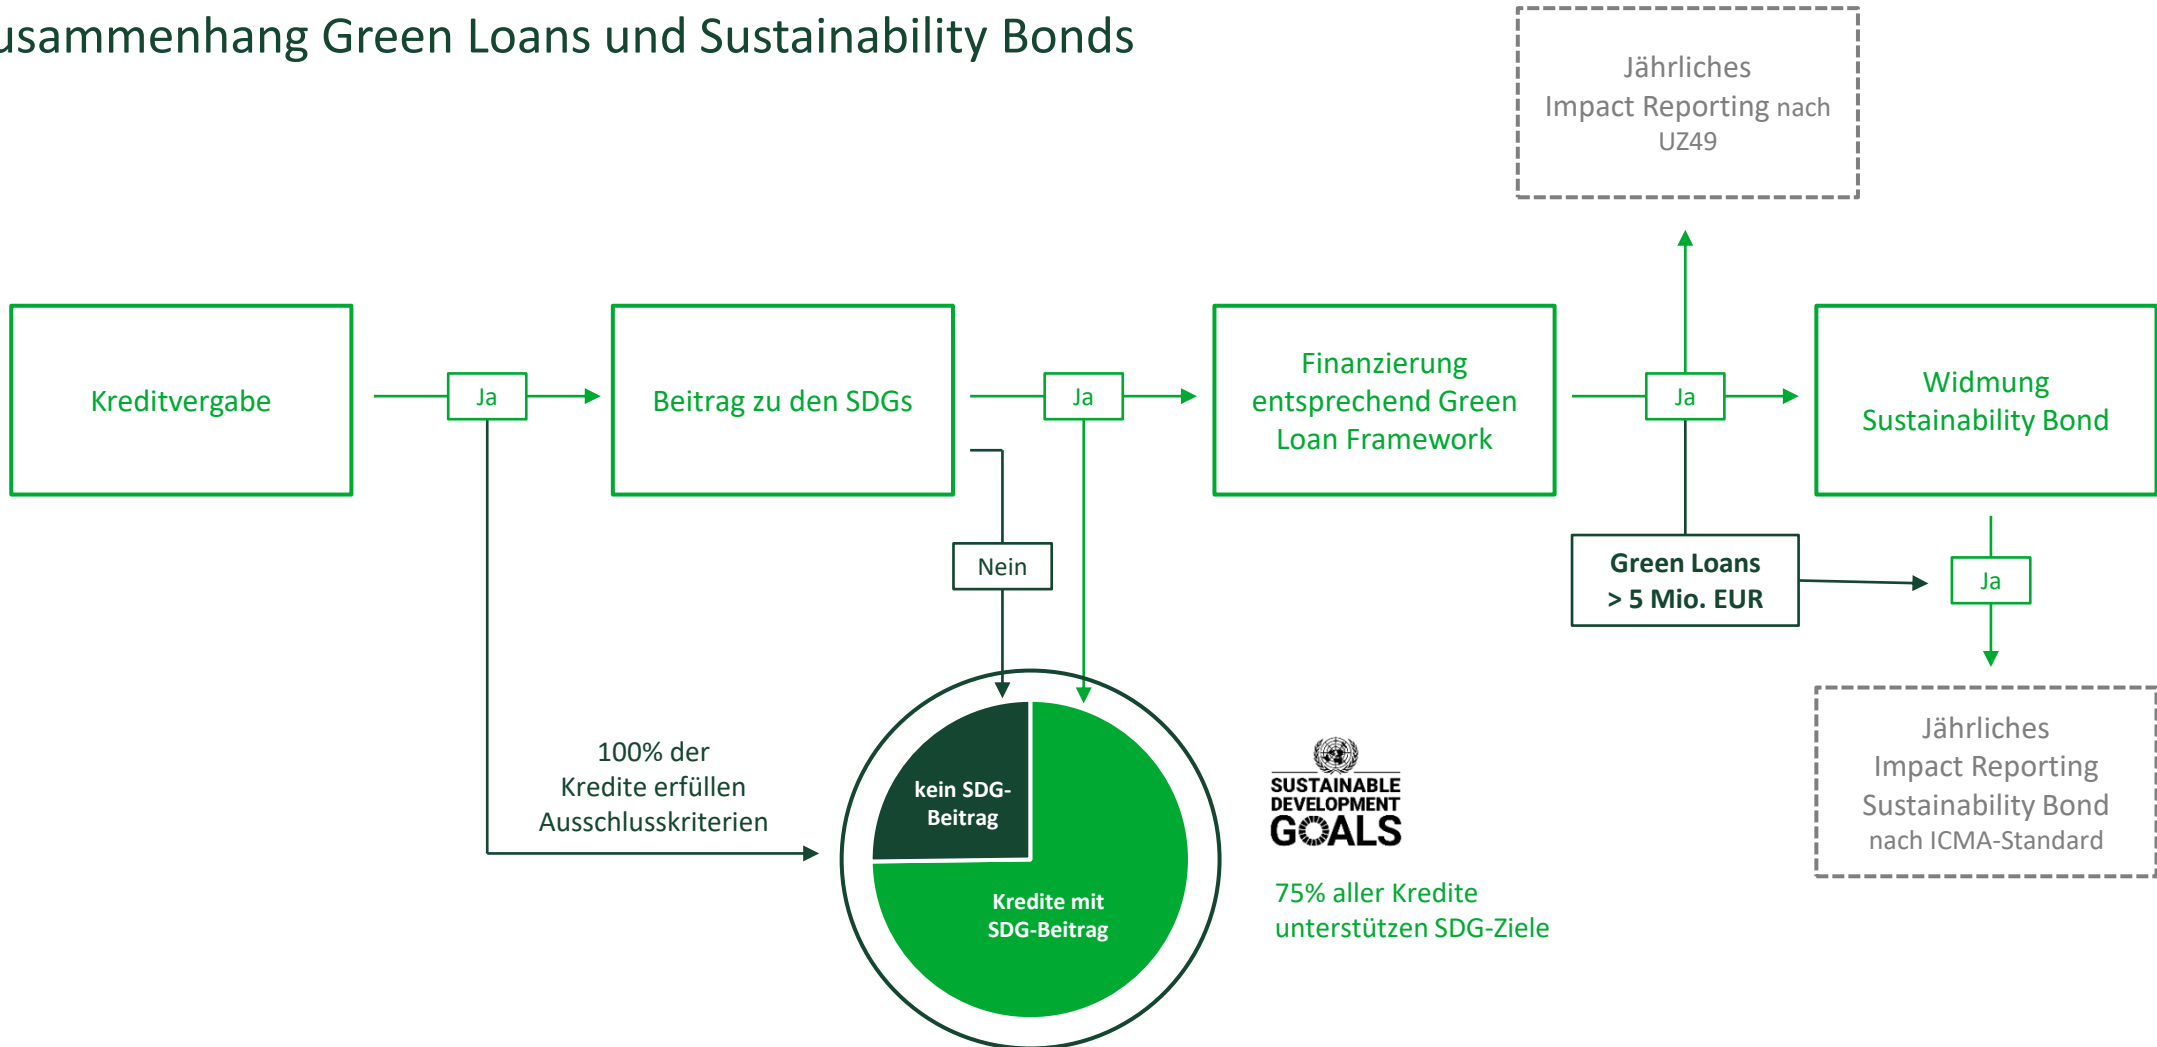 usammenhang Green Loans und Sustainability Bonds
Jährliches
Impact Reporting nach
UZ49
Kreditvergabe
Ja
Beitrag zu den SDGs
Ja
Finanzierung
entsprechend Green
Loan Framework
Ja
Widmung
Sustainability Bond
Nein
Green Loans
> 5 Mio. EUR
Ja
100% der
Kredite erfüllen
Ausschlusskriterien
kein SDG-
Beitrag
Kredite mit
SDG-Beitrag
SUSTAINABLE
DEVELOPMENT
GOALS
75% aller Kredite
unterstützen SDG-Ziele
Jährliches
Impact Reporting
Sustainability Bond
nach ICMA-Standard